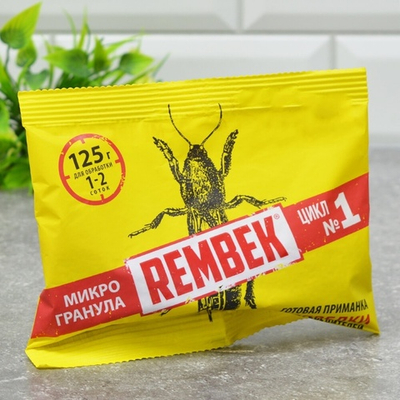 125 г
ДЛЯ ОБРАБОТКИ
1-2
СОТОК
МИКРО
ГРАНУЛА
REMBEK
ЦИКЛ
№1
ГОТОВАЯ ПРИМАНКА